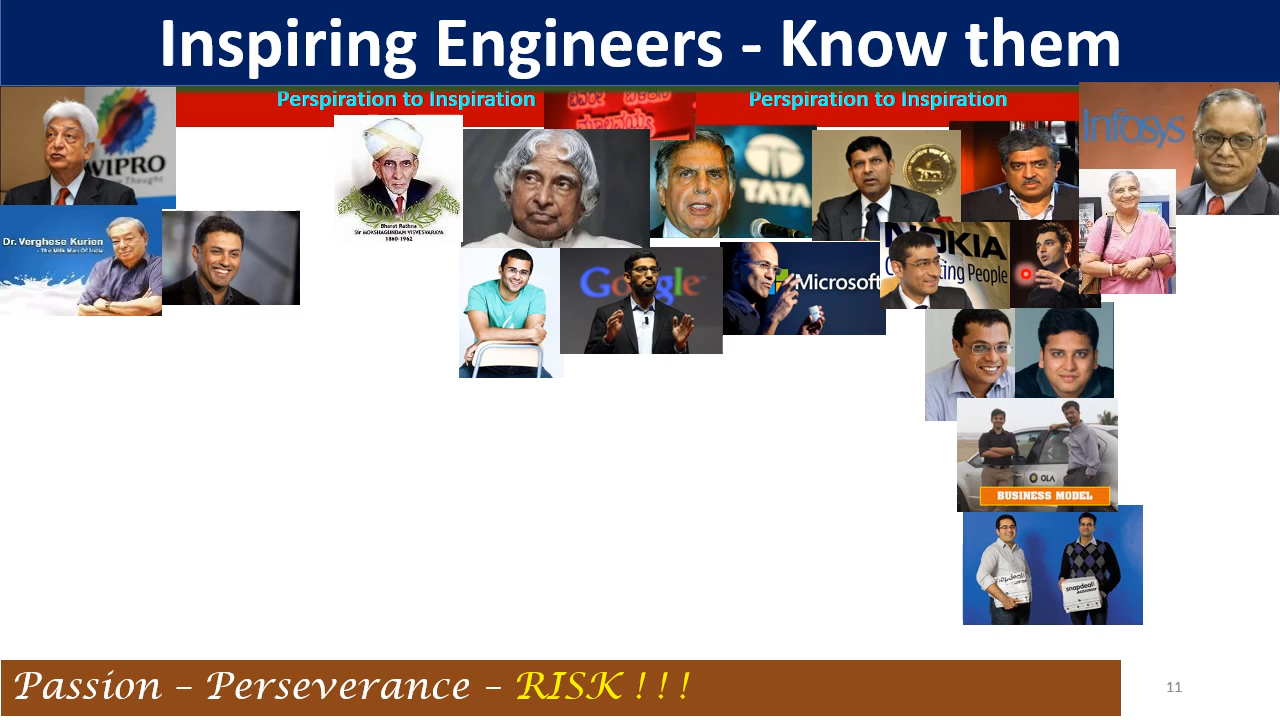 Inspiring Engineers - Know them
Perspiration to Inspiration
Perspiration to Inspiration
WIPRO
Infosys
TATA
Bharat Rathna
Sir MOKSHAGUNDAM VISVESVARAYA
1860-1962
Dr. Verghese Kurien
- The Milk Man Of India
Google
Microsoft
NOKIA
People
OLA
BUSINESS MODEL
snapdeal
snapdeal
Passion – Perseverance – RISK ! ! !
11